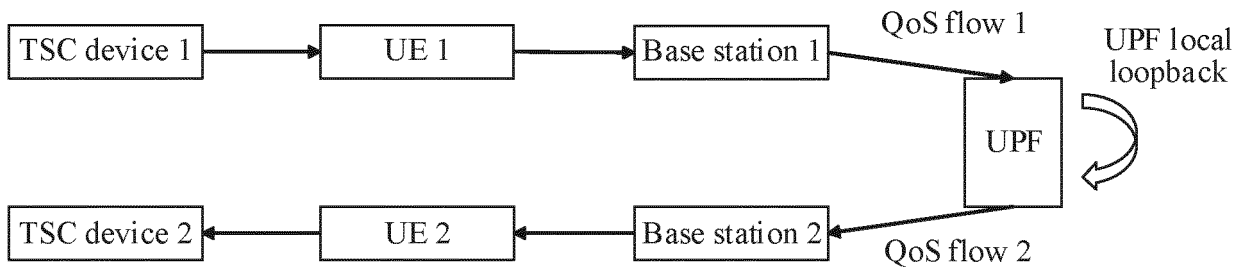 QoS flow 1
TSC device 1
UE 1
Base station 1
UPF local
loopback
UPF
TSC device 2
UE 2
Base station 2
QoS flow 2